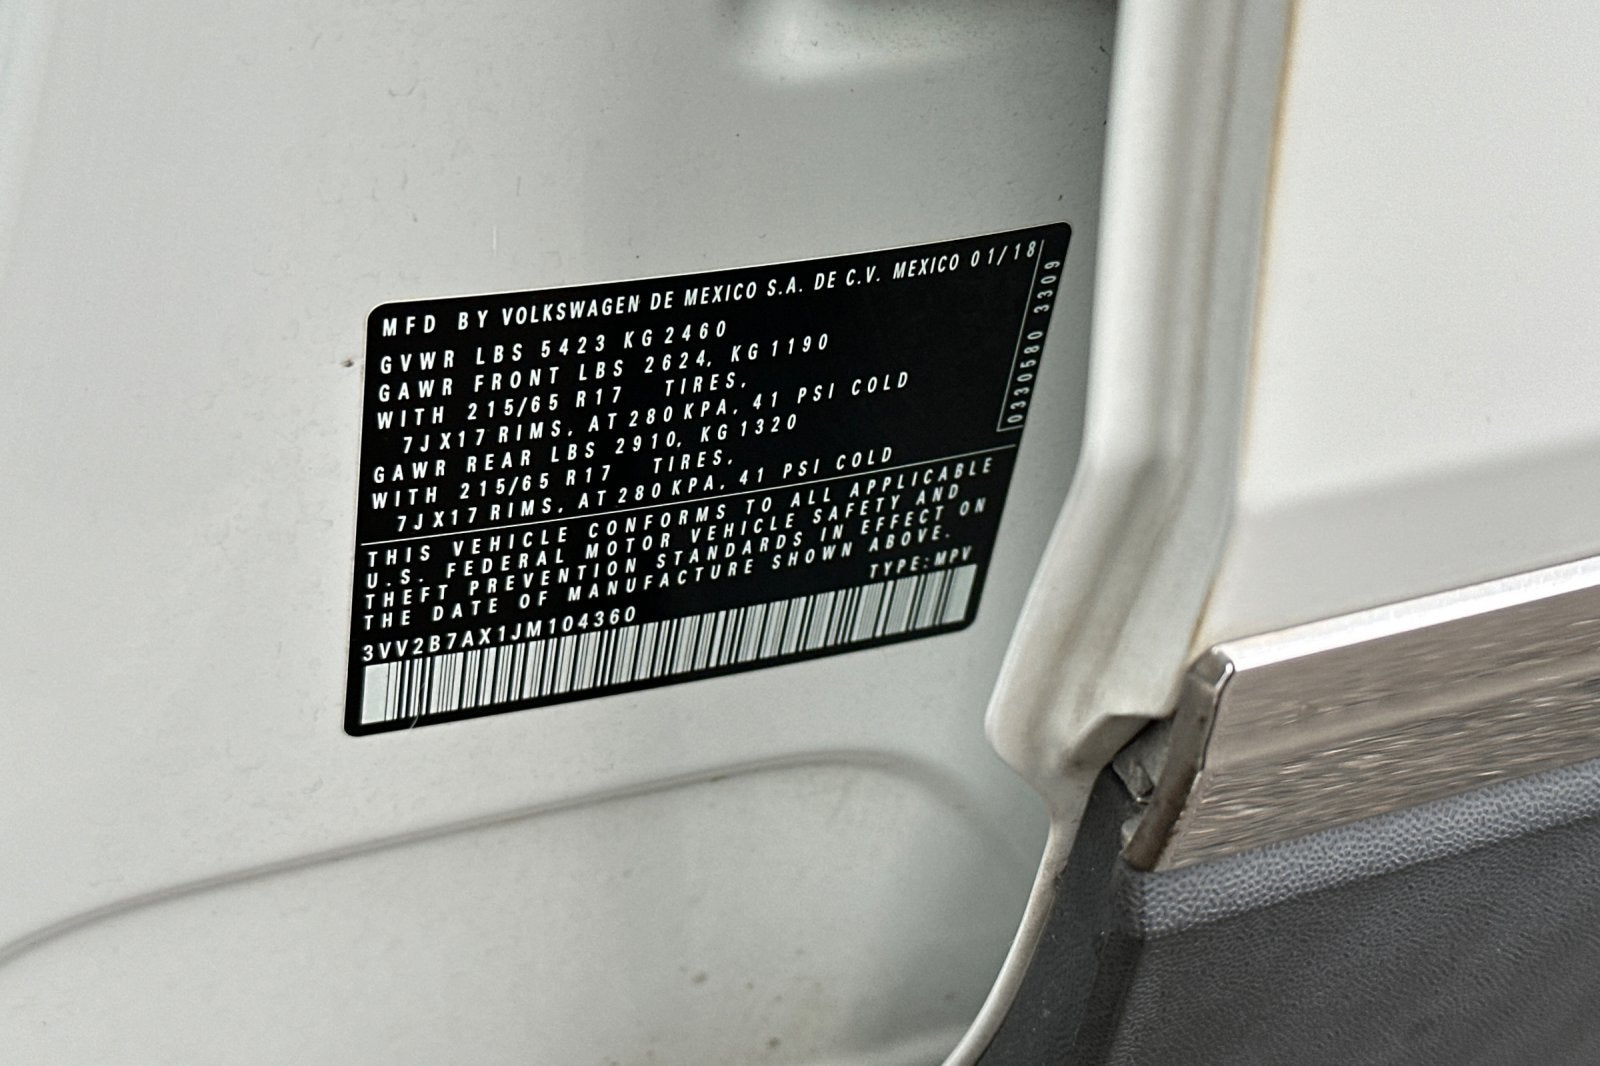 MFD BY VOLKSWAGEN DE MEXICO S.A. DE C.V. MEXICO 01/18
GVWR LBS 5423 KG 2460
GAWR FRONT LBS 2624, KG 1190
WITH 215/65 R17 TIRES,
7JX17 RIMS, AT 280 KPA, 41 PSI COLD
GAWR REAR LBS 2910, KG 1320
WITH 215/65 R17 TIRES,
7JX17 RIMS, AT 280 KPA, 41 PSI COLD
THIS VEHICLE CONFORMS TO ALL APPLICABLE
U.S. FEDERAL MOTOR VEHICLE SAFETY AND
THEFT PREVENTION STANDARDS IN EFFECT ON
THE DATE OF MANUFACTURE SHOWN ABOVE.
TYPE: MPV
3VV2B7AX1JM104360
0330580 3309